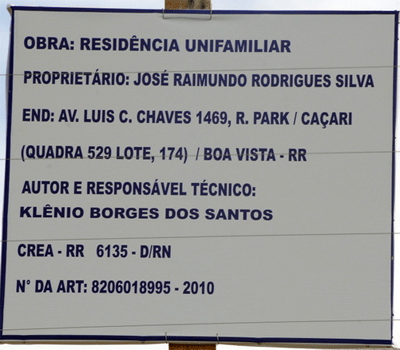 OBRA: RESIDÊNCIA UNIFAMILIAR
PROPRIETÁRIO: JOSÉ RAIMUNDO RODRIGUES SILVA
END: AV. LUIS C. CHAVES 1469, R. PARK / CAÇARI
(QUADRA 529 LOTE, 174) / BOA VISTA - RR
AUTOR E RESPONSÁVEL TÉCNICO:
KLÊNIO BORGES DOS SANTOS
CREA - RR 6135 - D/RN
N° DA ART: 8206018995 - 2010